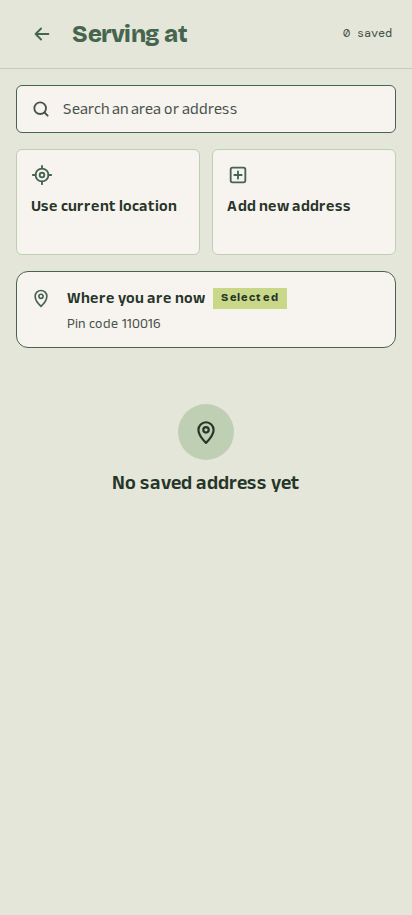 Serving at
0 saved
Search an area or address
Use current location
Add new address
Where you are now
Selected
Pin code 110016
No saved address yet